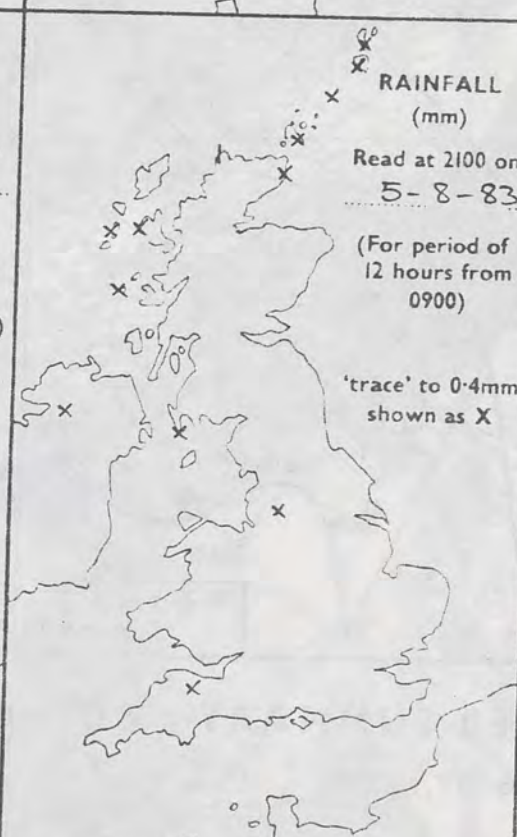 RAINFALL
(mm)
Read at 2100 on
5-8-83
(For period of
12 hours from
0900)
'trace' to 0·4mm
shown as X